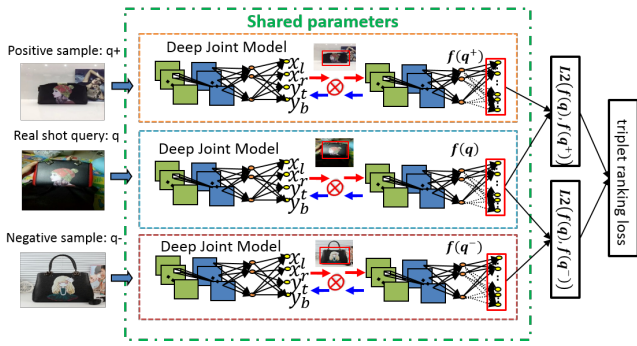 Shared parameters
Positive sample: q+
Deep Joint Model
x_l
x_r
y_t
y_b
f(q⁺)
Real shot query: q
Deep Joint Model
x_l
x_r
y_t
y_b
f(q)
Negative sample: q-
Deep Joint Model
x_l
x_r
y_t
y_b
f(q⁻)
L2(f(q), f(q⁺))
L2(f(q), f(q⁻))
triplet ranking loss